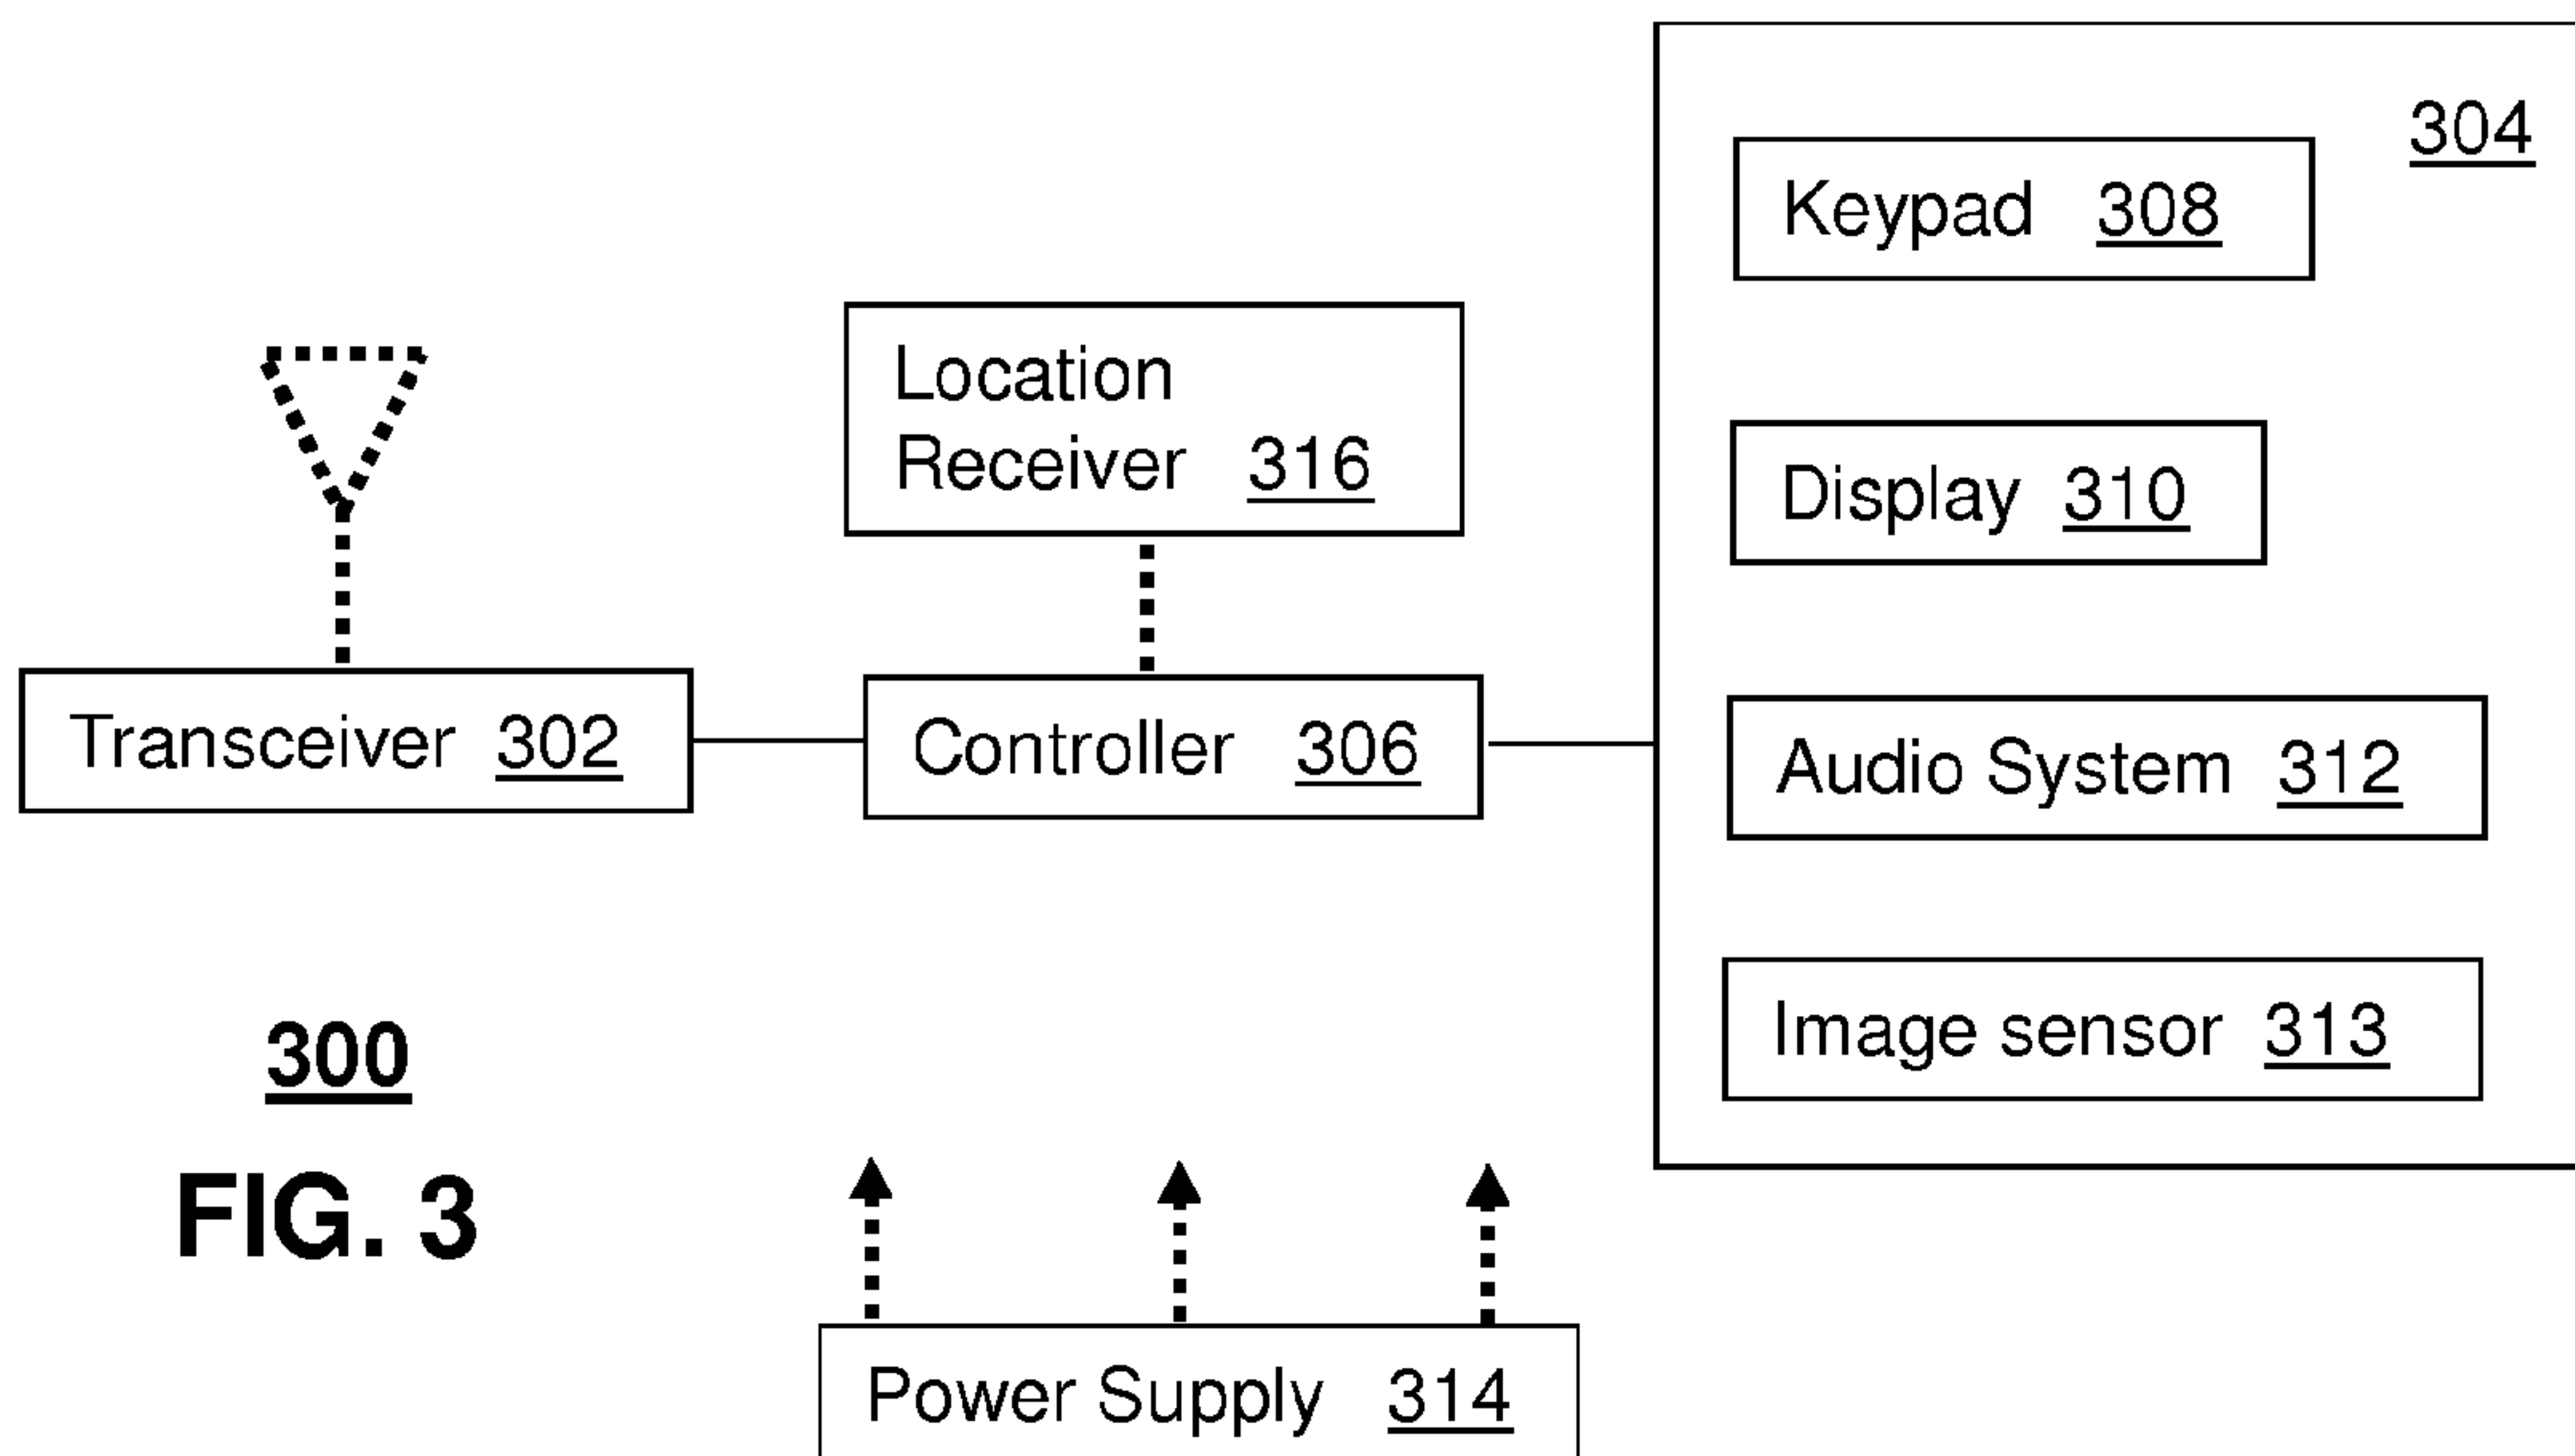 304
Keypad 308
Location
Receiver 316
Display 310
Transceiver 302
Controller 306
Audio System 312
Image sensor 313
300
FIG. 3
Power Supply 314